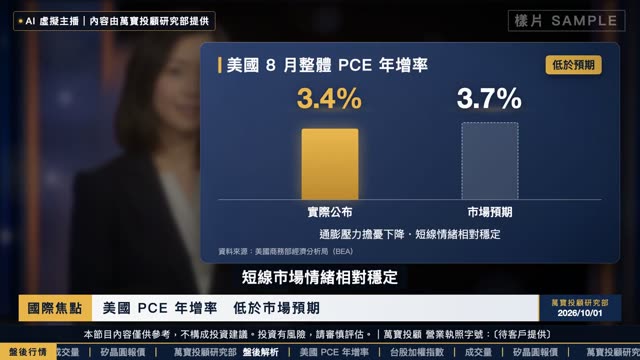 AI 虛擬主播｜內容由萬寶投顧研究部提供
樣片 SAMPLE
美國 8 月整體 PCE 年增率
低於預期
3.4%
3.7%
實際公布
市場預期
通膨壓力擔憂下降．短線情緒相對穩定
資料來源：美國商務部經濟分析局（BEA）
短線市場情緒相對穩定
國際焦點
美國 PCE 年增率　低於市場預期
萬寶投顧研究部
2026/10/01
本節目內容僅供參考，不構成投資建議。投資有風險，請審慎評估。｜萬寶投顧 營業執照字號：〔待客戶提供〕
盤後行情
成交量｜矽晶圓報價｜萬寶投顧研究部 盤後解析｜美國 PCE 年增率｜台股加權指數｜成交量｜矽晶圓報價｜萬寶投顧研究部